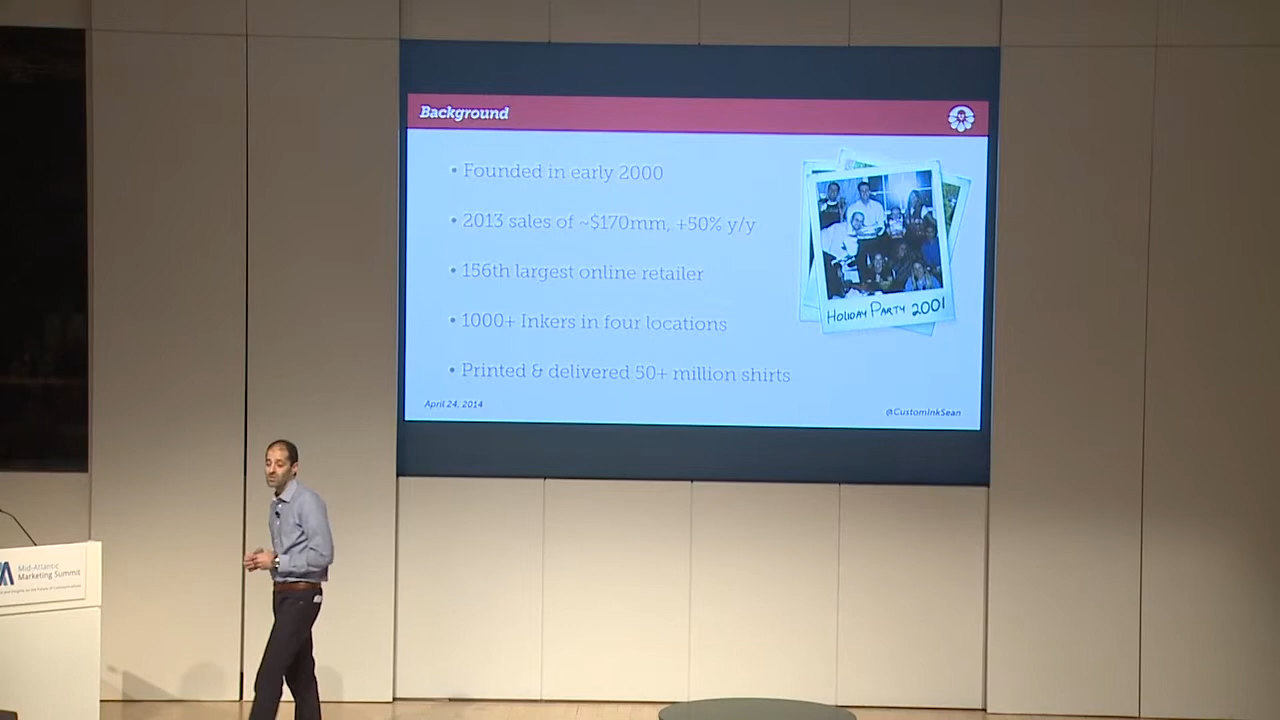 Background
• Founded in early 2000
• 2013 sales of ~$170mm, +50% y/y
• 156th largest online retailer
• 1000+ Inkers in four locations
• Printed & delivered 50+ million shirts
HOLIDAY PARTY 2001
April 24, 2014
@CustomInkSean
Mid-Atlantic
Marketing Summit